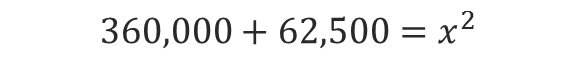 360,000 + 62,500 = x²